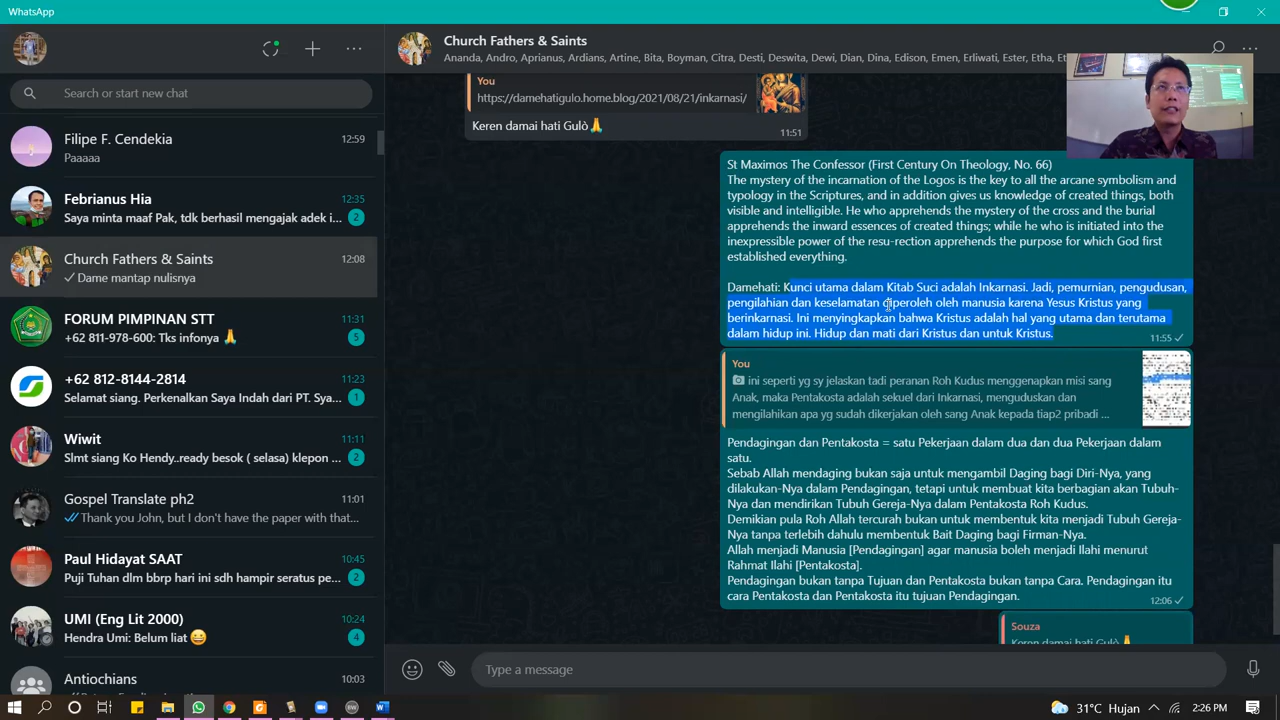 WhatsApp
Search or start new chat
Filipe F. Cendekia
12:59
Paaaaa
Febrianus Hia
12:35
Saya minta maaf Pak, tdk berhasil mengajak adek i...
2
Church Fathers & Saints
12:08
Dame mantap nulisnya
FORUM PIMPINAN STT
11:31
+62 811-978-608: Tks infonya
2
+62 812-8144-2814
11:23
Selamat siang. Perkenalkan Saya Indah dari PT. Sya...
1
Wiwit
11:11
Slmt siang Ko Hendy..ready besok ( selasa) klepon ...
2
Gospel Translate ph2
11:01
Thank you John, but I don't have the paper with that...
Paul Hidayat SAAT
10:45
Puji Tuhan dlm bbrp hari ini sdh hampir seratus pe...
2
UMI (Eng Lit 2000)
10:24
Hendra Umi: Belum liat
4
Antiochians
10:03
Church Fathers & Saints
Ananda, Andro, Aprianus, Ardians, Artine, Bita, Boyman, Citra, Desti, Deswita, Dewi, Dian, Dina, Edison, Emen, Erliwati, Ester, Etha, Et
You
https://damehatigulo.home.blog/2021/08/21/inkarnasi/
Keren damai hati Gulò
11:51
St Maximos The Confessor (First Century On Theology, No. 66)
The mystery of the incarnation of the Logos is the key to all the arcane symbolism and
typology in the Scriptures, and in addition gives us knowledge of created things, both
visible and intelligible. He who apprehends the mystery of the cross and the burial
apprehends the inward essences of created things; while he who is initiated into the
inexpressible power of the resu-rection apprehends the purpose for which God first
established everything.
Damehati: Kunci utama dalam Kitab Suci adalah Inkarnasi. Jadi, pemurnian, pengudusan,
pengilahian dan keselamatan diperoleh oleh manusia karena Yesus Kristus yang
berinkarnasi. Ini menyingkapkan bahwa Kristus adalah hal yang utama dan terutama
dalam hidup ini. Hidup dan mati dari Kristus dan untuk Kristus.
11:55
You
ini seperti yg sy jelaskan tadi peranan Roh Kudus menggenapkan misi sang
Anak, maka Pentakosta adalah sekuel dari Inkarnasi, menguduskan dan
mengilahikan apa yg sudah dikerjakan oleh sang Anak kepada tiap2 pribadi ...
Pendagingan dan Pentakosta = satu Pekerjaan dalam dua dan dua Pekerjaan dalam
satu.
Sebab Allah mendaging bukan saja untuk mengambil Daging bagi Diri-Nya, yang
dilakukan-Nya dalam Pendagingan, tetapi untuk membuat kita berbagian akan Tubuh-
Nya dan mendirikan Tubuh Gereja-Nya dalam Pentakosta Roh Kudus.
Demikian pula Roh Allah tercurah bukan untuk membentuk kita menjadi Tubuh Gereja-
Nya tanpa terlebih dahulu membentuk Bait Daging bagi Firman-Nya.
Allah menjadi Manusia [Pendagingan] agar manusia boleh menjadi Ilahi menurut
Rahmat Ilahi [Pentakosta].
Pendagingan bukan tanpa Tujuan dan Pentakosta bukan tanpa Cara. Pendagingan itu
cara Pentakosta dan Pentakosta itu tujuan Pendagingan.
12:06
Souza
Keren damai hati Gulò
Type a message
31°C Hujan
2:26 PM